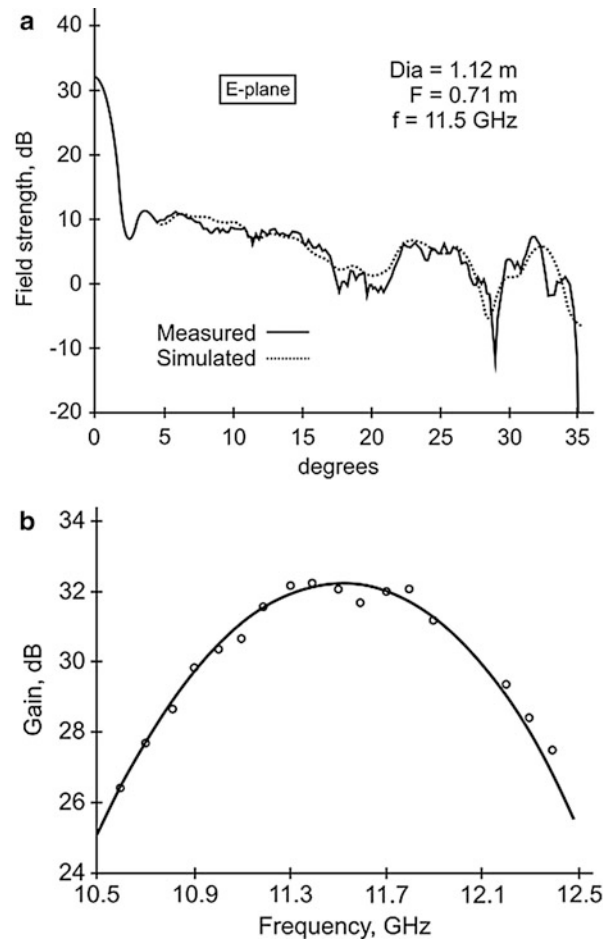 a
40
30
20
10
0
-10
-20
Field strength, dB
E-plane
Dia = 1.12 m
F = 0.71 m
f = 11.5 GHz
Measured
Simulated
0 5 10 15 20 25 30 35
degrees
b
34
32
30
28
26
24
Gain, dB
10.5 10.9 11.3 11.7 12.1 12.5
Frequency, GHz